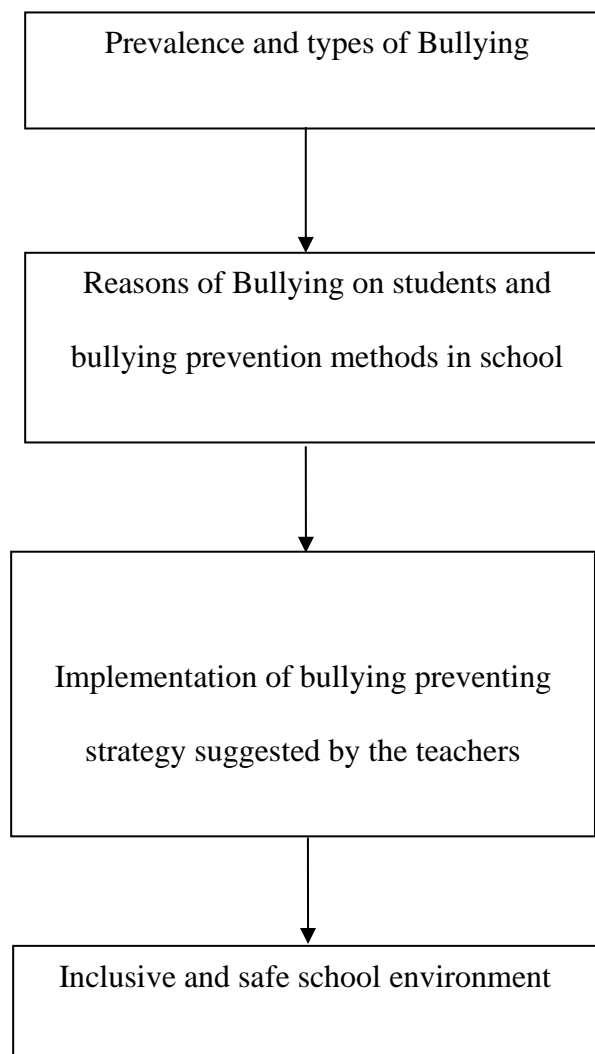 Prevalence and types of Bullying
Reasons of Bullying on students and
bullying prevention methods in school
Implementation of bullying preventing
strategy suggested by the teachers
Inclusive and safe school environment